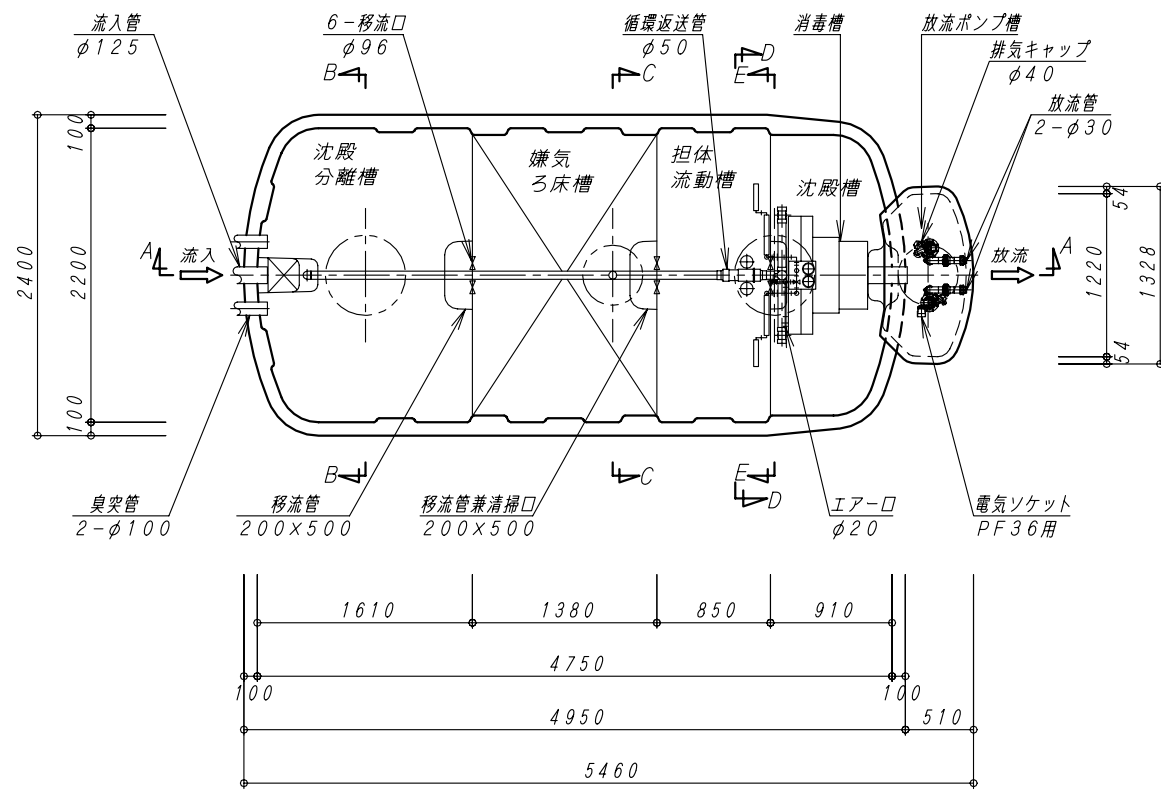 流入管
φ125
6-移流口
φ96
循環返送管
φ50
消毒槽
放流ポンプ槽
排気キャップ
φ40
放流管
2-φ30
B
C
D
E
100
2400
2200
100
沈殿
分離槽
嫌気
ろ床槽
担体
流動槽
沈殿槽
A
流入
放流
A
54
1220
1328
54
B
C
E
D
臭突管
2-φ100
移流管
200×500
移流管兼清掃口
200×500
エアー口
φ20
電気ソケット
PF36用
1610
1380
850
910
4750
100
100
4950
510
5460